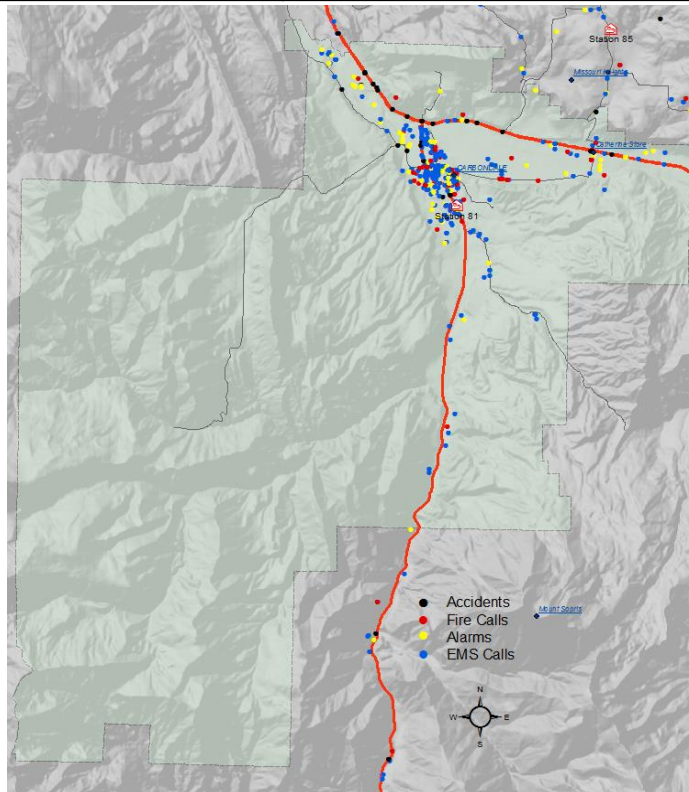 Station 85
Missouri Heights
Catherine Store
CARBONDALE
Station 81
Accidents
Fire Calls
Alarms
EMS Calls
Mount Sopris
N
W
E
S